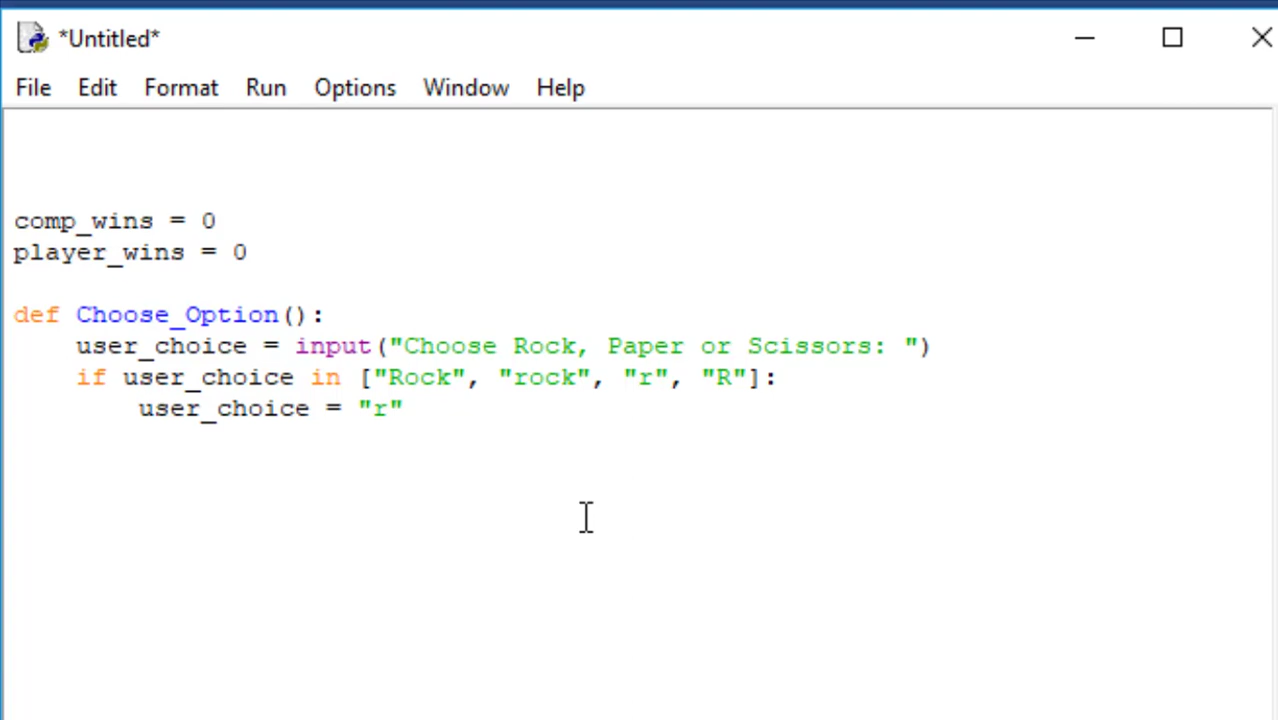 *Untitled*
File Edit Format Run Options Window Help
comp_wins = 0
player_wins = 0
def Choose_Option():
    user_choice = input("Choose Rock, Paper or Scissors: ")
    if user_choice in ["Rock", "rock", "r", "R"]:
        user_choice = "r"